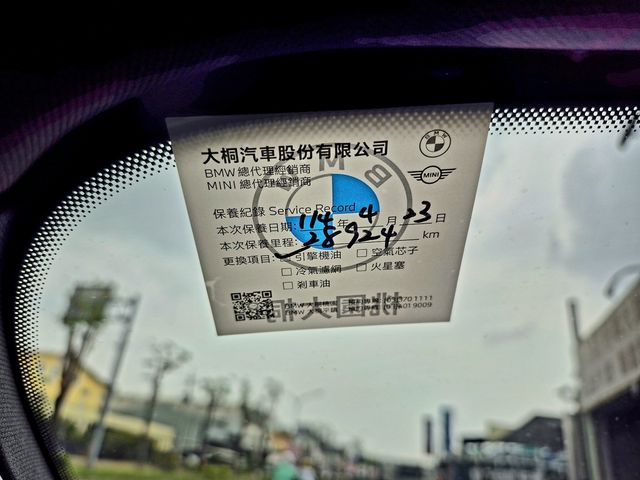 大桐汽車股份有限公司
BMW 總代理經銷商
MINI 總代理經銷商
BMW
MINI
保養紀錄 Service Record
本次保養日期: 114 年 4 月 23 日
本次保養里程: 28924 km
更換項目: 引擎機油 □ 空氣芯子
□ 冷氣濾網 □ 火星塞
□ 剎車油